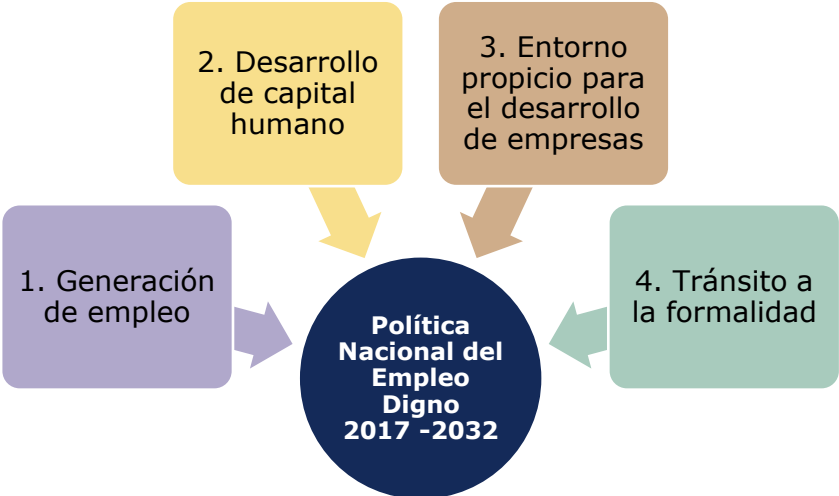 1. Generación
de empleo
2. Desarrollo
de capital
humano
3. Entorno
propicio para
el desarrollo
de empresas
4. Tránsito a
la formalidad
Política
Nacional del
Empleo
Digno
2017 -2032